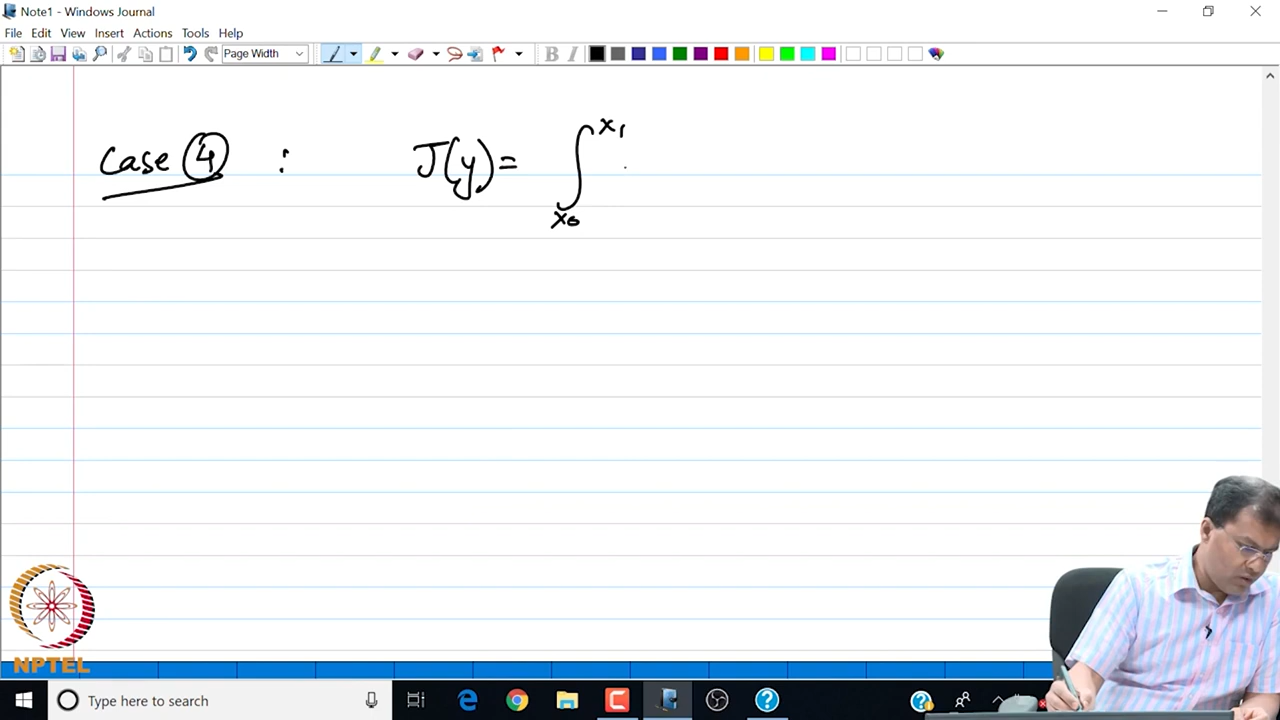 Note1 - Windows Journal
File Edit View Insert Actions Tools Help
Page Width
B I
Case 4 : J(y) = ∫ x₁
x₀
NPTEL
Type here to search